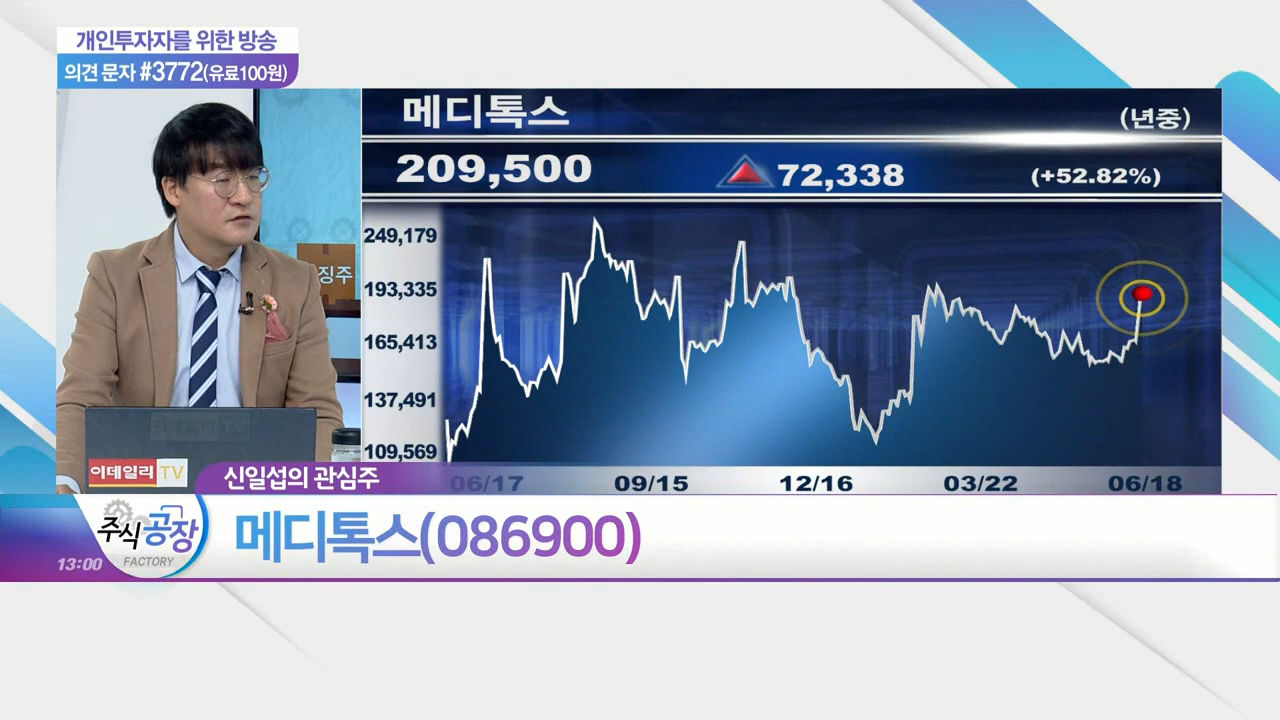 개인투자자를 위한 방송
의견 문자 #3772(유료100원)
메디톡스
(년중)
209,500
72,338
(+52.82%)
249,179
193,335
165,413
137,491
109,569
06/17
09/15
12/16
03/22
06/18
징주
이데일리 TV
신일섭의 관심주
주식공장
FACTORY
13:00
메디톡스(086900)